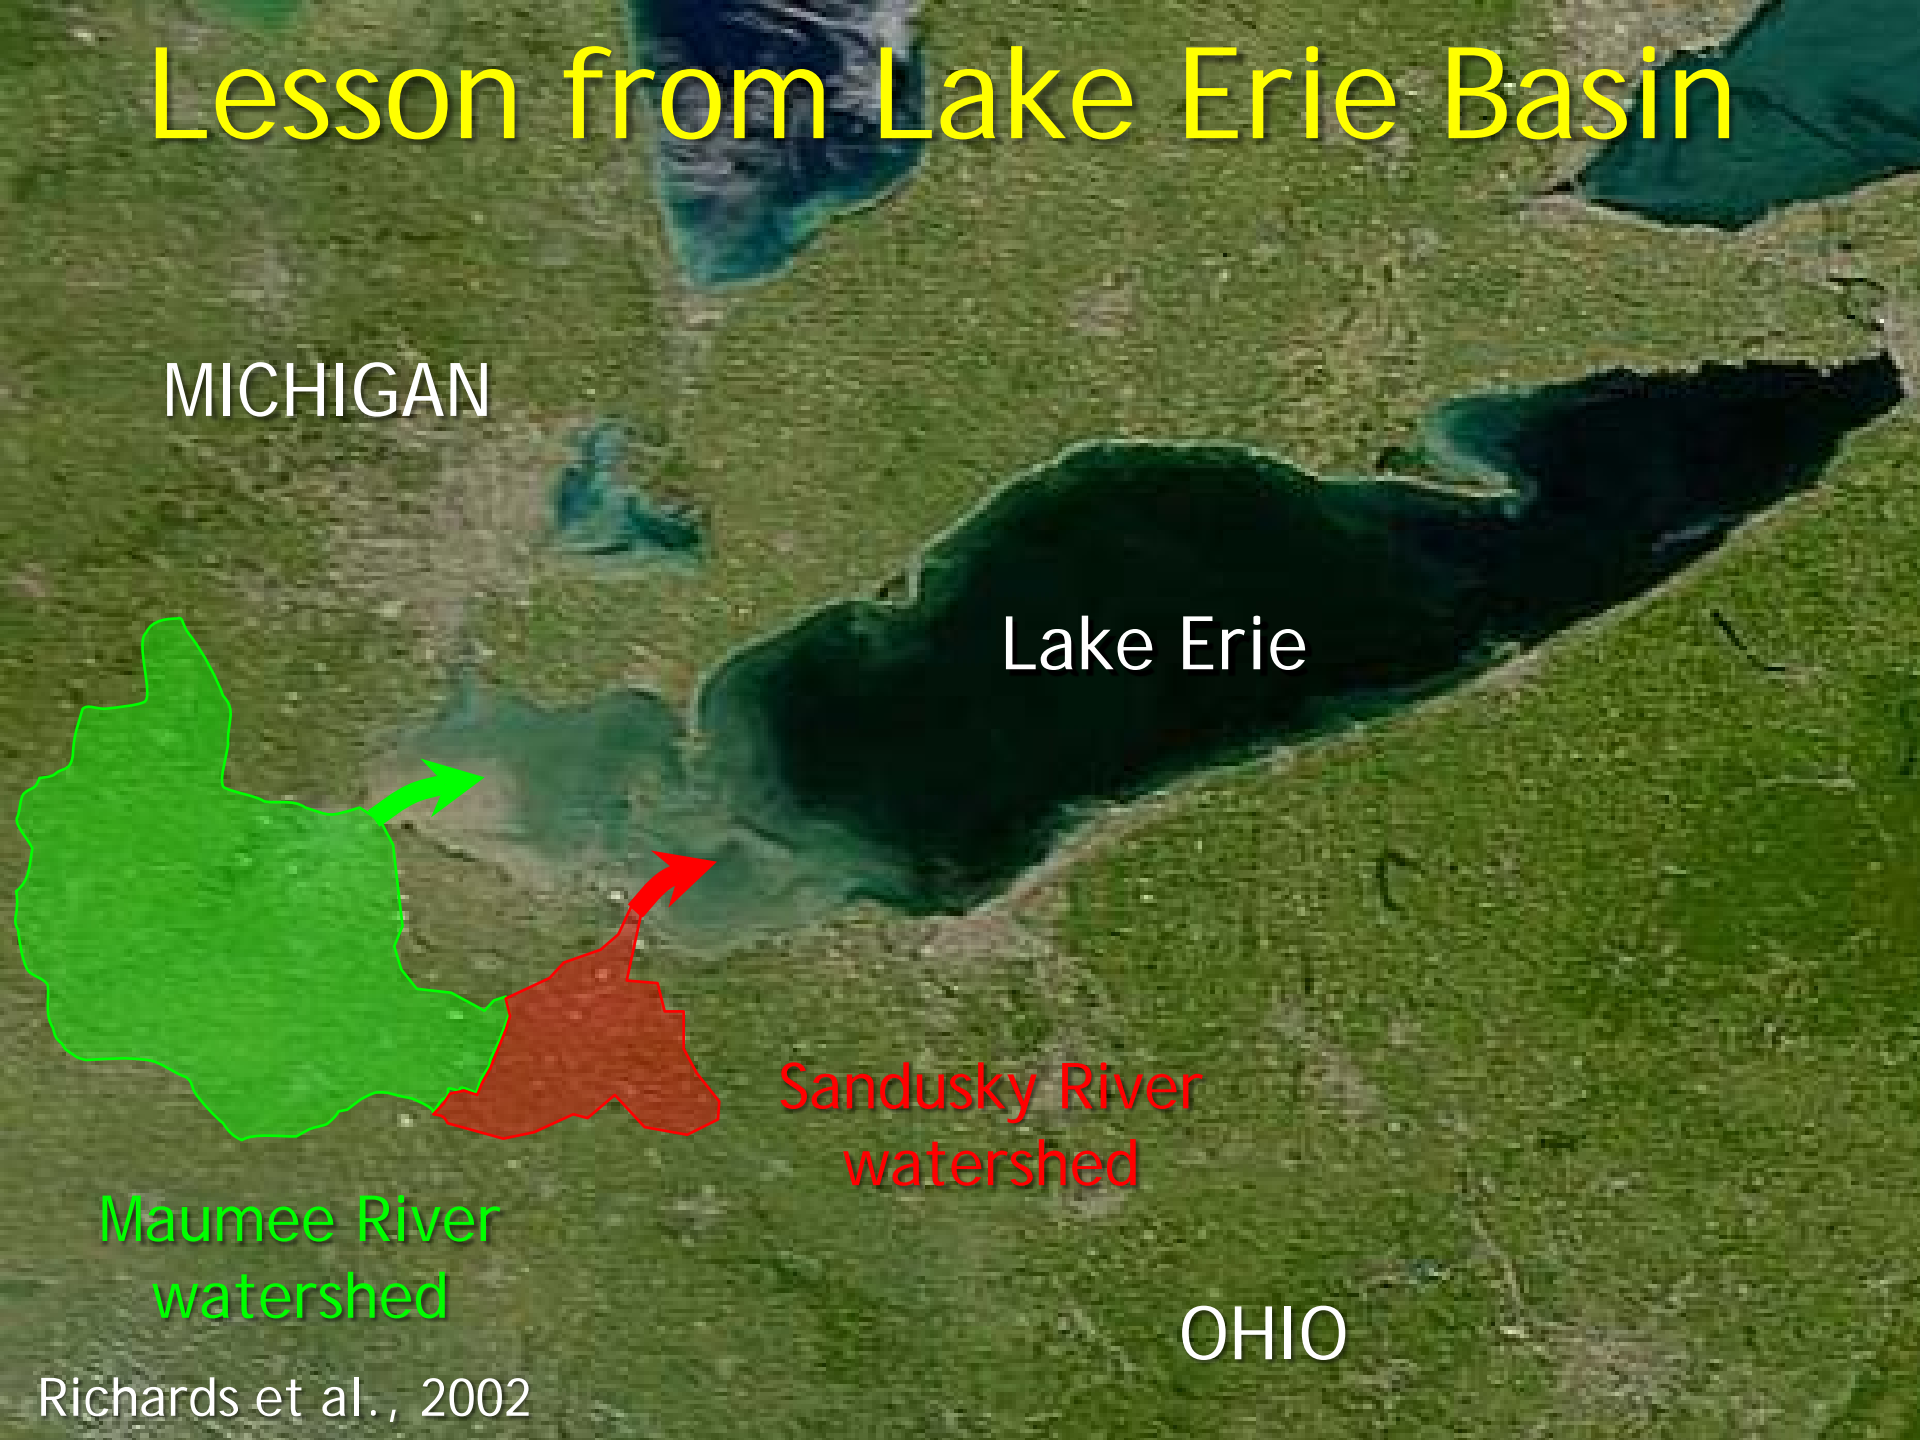 Lesson from Lake Erie Basin
MICHIGAN
Lake Erie
Sandusky River
watershed
Maumee River
watershed
OHIO
Richards et al., 2002